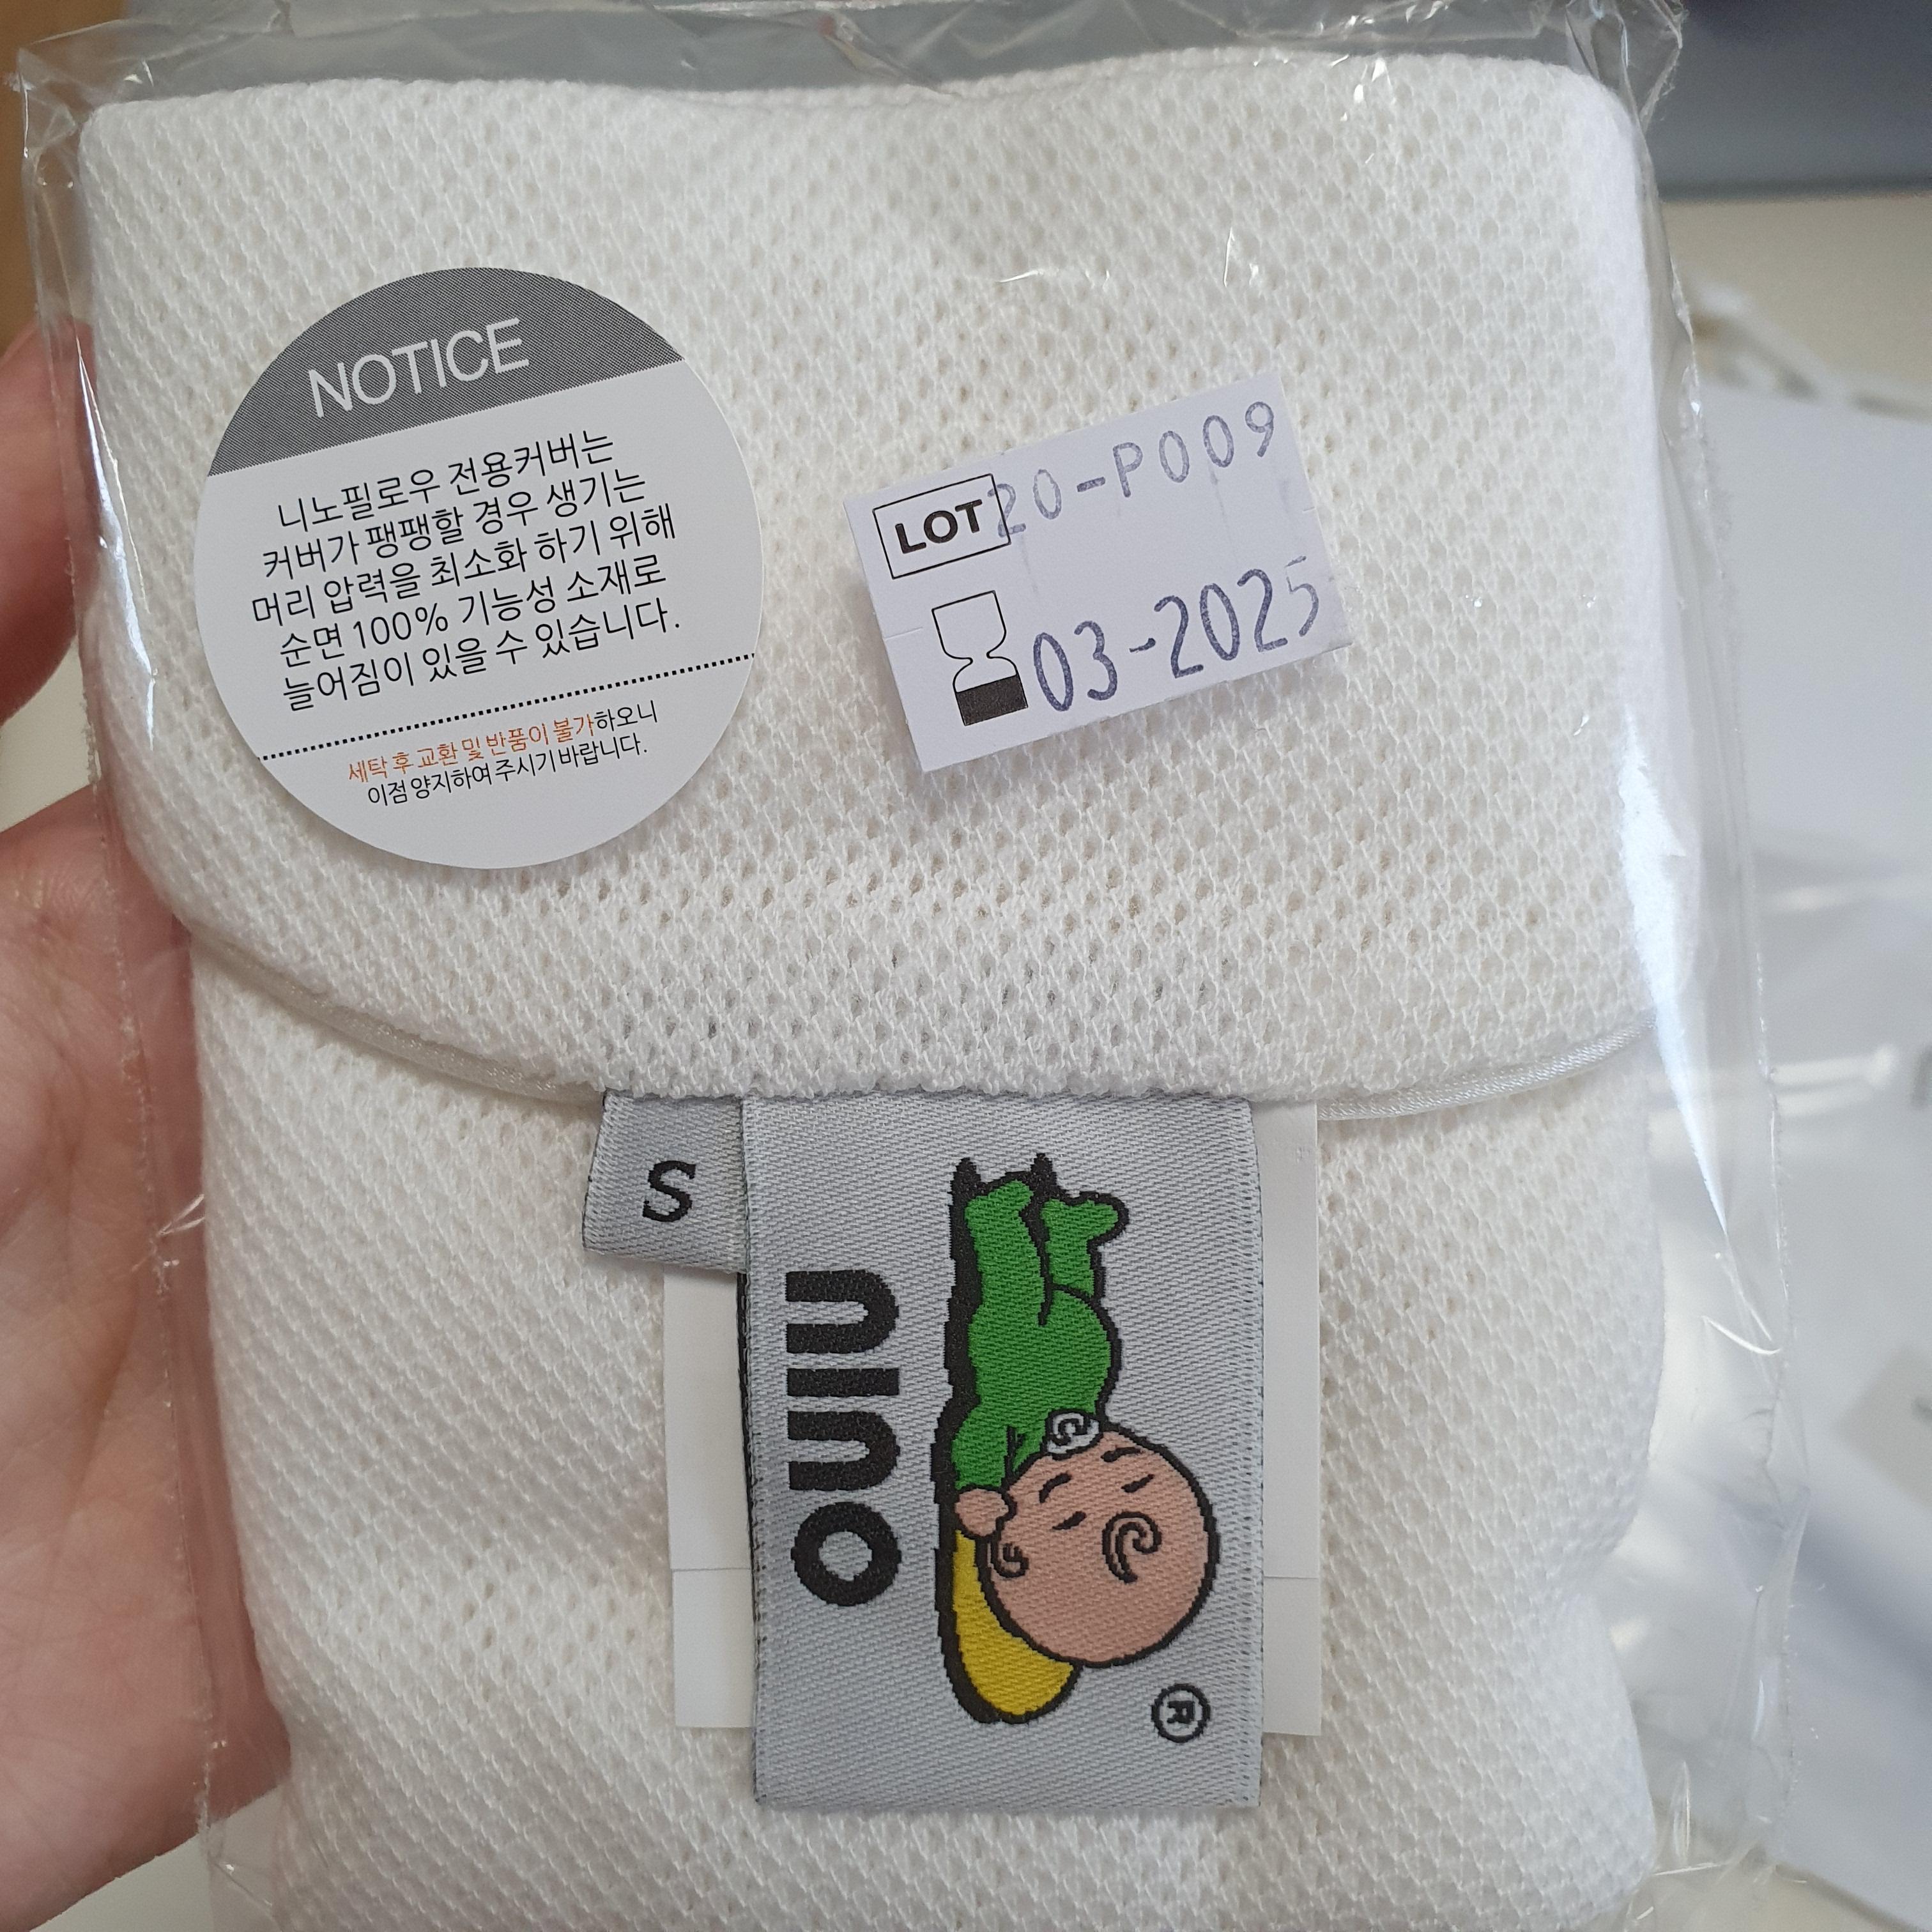 NOTICE
니노필로우 전용커버는
커버가 팽팽할 경우 생기는
머리 압력을 최소화 하기 위해
순면 100% 기능성 소재로
늘어짐이 있을 수 있습니다.
세탁 후 교환 및 반품이 불가하오니
이점 양지하여 주시기 바랍니다.
LOT 20-P009
03-2025
S
nino
®